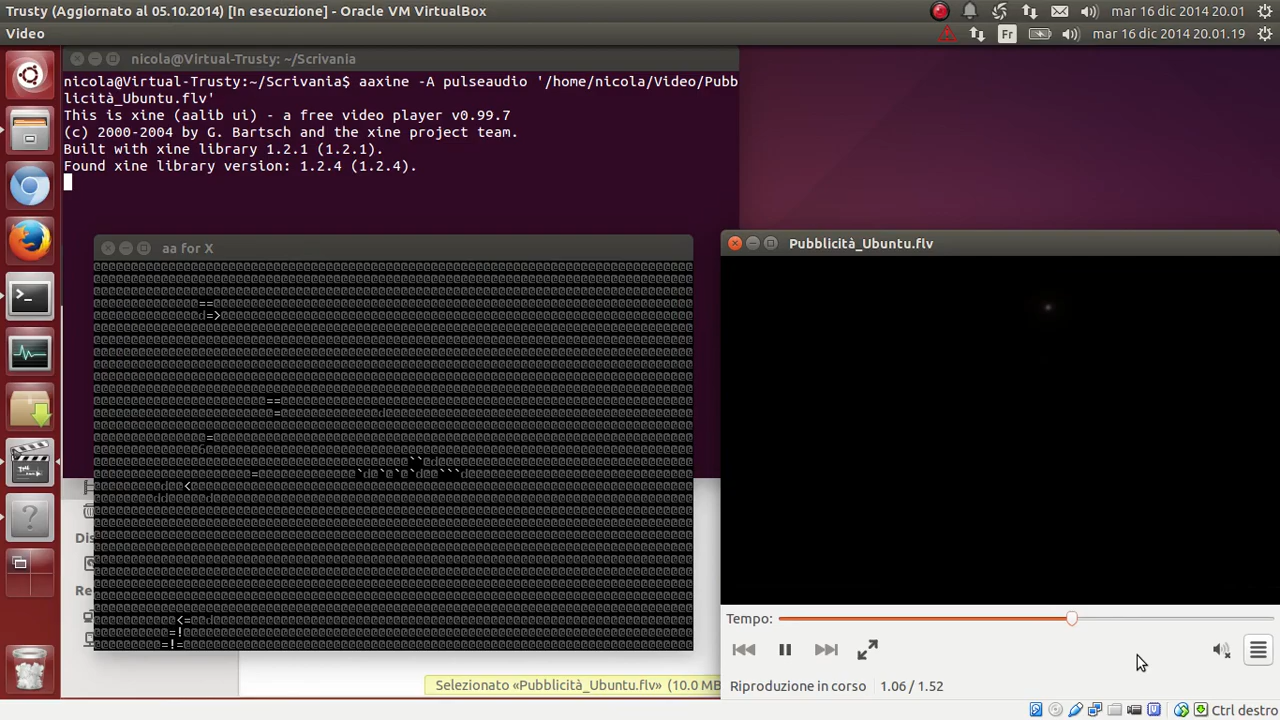 Trusty (Aggiornato al 05.10.2014) [In esecuzione] - Oracle VM VirtualBox
mar 16 dic 2014 20.01
Video
Fr
mar 16 dic 2014 20.01.19
nicola@Virtual-Trusty: ~/Scrivania
nicola@Virtual-Trusty:~/Scrivania$ aaxine -A pulseaudio '/home/nicola/Video/Pubb
licità_Ubuntu.flv'
This is xine (aalib ui) - a free video player v0.99.7
(c) 2000-2004 by G. Bartsch and the xine project team.
Built with xine library 1.2.1 (1.2.1).
Found xine library version: 1.2.4 (1.2.4).
aa for X
Pubblicità_Ubuntu.flv
Dis
Re
Tempo:
Selezionato «Pubblicità_Ubuntu.flv» (10.0 MB
Riproduzione in corso 1.06 / 1.52
Ctrl destro